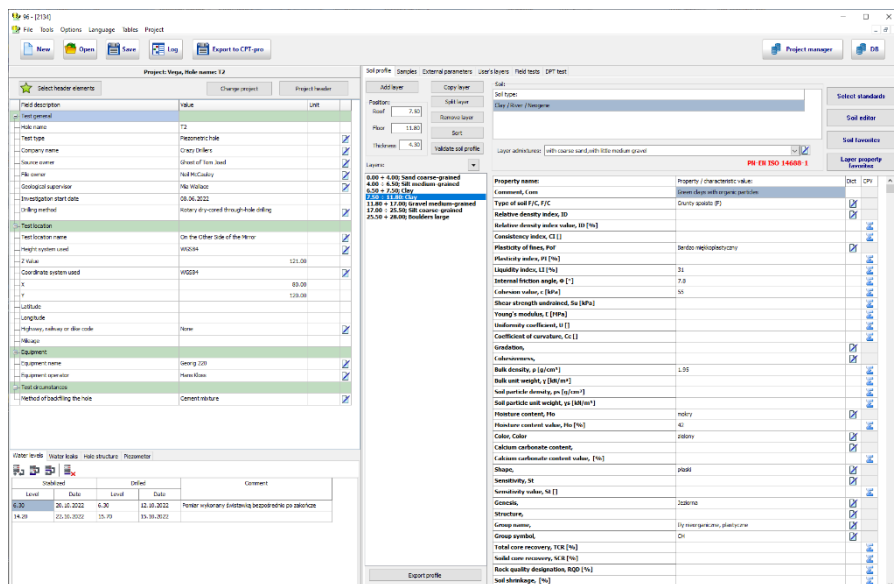 96 - [2134]
File Tools Options Language Tables Project
New Open Save Log Export to CPT-pro Project manager DB
Project: Vega, Hole name: T2
Select header elements Change project Project header
Field description Value Unit
Test general
Hole name T2
Test type Piezometric hole
Company name Crazy Drillers
Source owner Ghost of Tom Joad
File owner Neil McCauley
Geological supervisor Mia Wallace
Investigation start date 08.06.2022
Drilling method Rotary dry-cored through-hole drilling
Test location
Test location name On the Other Side of the Mirror
Height system used WGS84
Z Value 121.00
Coordinate system used WGS84
X 80.00
Y 120.00
Latitude
Longitude
Highway, railway or dike code None
Mileage
Equipment
Equipment name Georg 220
Equipment operator Hans Kloss
Test circumstances
Method of backfilling the hole Cement mixture
Water levels Water leaks Hole structure Piezometer
Stabilized Drilled Comment
Level Date Level Date
6.30 20.10.2022 6.30 12.10.2022 Pomiar wykonany świstawką bezpośrednio po zakończe
14.20 22.10.2022 15.70 15.10.2022
Soil profile Samples External parameters User's layers Field tests DPT test
Add layer Copy layer
Position: Split layer
Roof 7.50 Remove layer
Floor 11.80 Sort
Thickness 4.30 Validate soil profile
Layers:
0.00 ÷ 4.00; Sand coarse-grained
4.00 ÷ 6.50; Silt medium-grained
6.50 ÷ 7.50; Clay
7.50 ÷ 11.80; Clay
11.80 ÷ 17.00; Gravel medium-grained
17.00 ÷ 25.50; Silt coarse-grained
25.50 ÷ 28.00; Boulders large
Export profile
Soil:
Soil type:
Clay / River / Neogene
Layer admixtures: with coarse sand,with little medium gravel
PN-EN ISO 14688-1
Select standards
Soil editor
Soil favorites
Layer property favorites
Property name: Property / characteristic value: Dict CPV
Comment, Com Green clays with organic particles
Type of soil F/C, F/C Grunty spoiste (F)
Relative density index, ID
Relative density index value, ID [%]
Consistency index, CI []
Plasticity of fines, Pof Bardzo miękkoplastyczny
Plasticity index, PI [%]
Liquidity index, LI [%] 31
Internal friction angle, Φ [°] 7.0
Cohesion value, c [kPa] 55
Shear strength undrained, Su [kPa]
Young's modulus, E [MPa]
Uniformity coefficient, U []
Coefficient of curvature, Cc []
Gradation,
Cohesiveness,
Bulk density, ρ [g/cm³] 1.95
Bulk unit weight, γ [kN/m³]
Soil particle density, ρs [g/cm³]
Soil particle unit weight, γs [kN/m³]
Moisture content, Mo mokry
Moisture content value, Mo [%] 42
Color, Color zielony
Calcium carbonate content,
Calcium carbonate content value, [%]
Shape, płaski
Sensitivity, St
Sensitivity value, St []
Genesis, Jeziorna
Structure,
Group name, Iły nieorganiczne, plastyczne
Group symbol, CH
Total core recovery, TCR [%]
Solid core recovery, SCR [%]
Rock quality designation, RQD [%]
Soil shrinkage, [%]